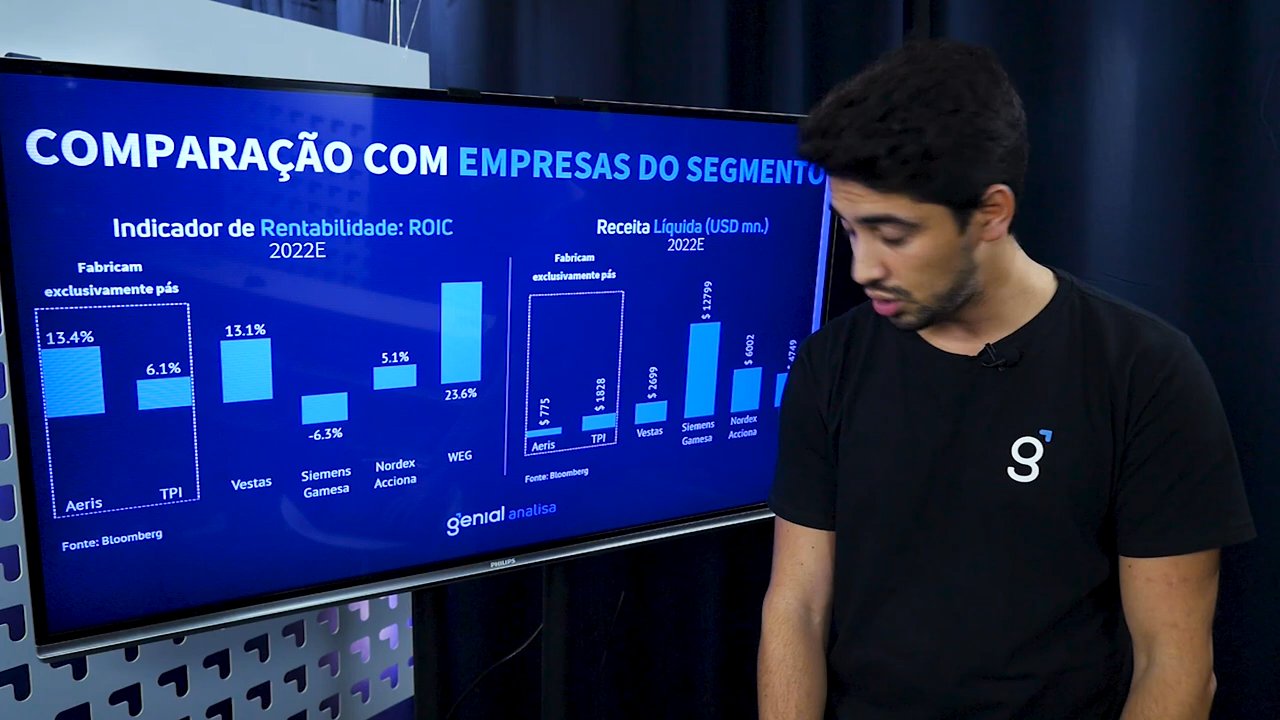 COMPARAÇÃO COM EMPRESAS DO SEGMENTO
Indicador de Rentabilidade: ROIC
2022E
Fabricam
exclusivamente pás
13.4%
6.1%
13.1%
-6.3%
5.1%
23.6%
Aeris
TPI
Vestas
Siemens
Gamesa
Nordex
Acciona
WEG
Fonte: Bloomberg
Receita Líquida (USD mn.)
2022E
Fabricam
exclusivamente pás
$ 775
$ 1828
$ 2699
$ 12799
$ 6002
4749
Aeris
TPI
Vestas
Siemens
Gamesa
Nordex
Acciona
Fonte: Bloomberg
genial analisa
PHILIPS
g